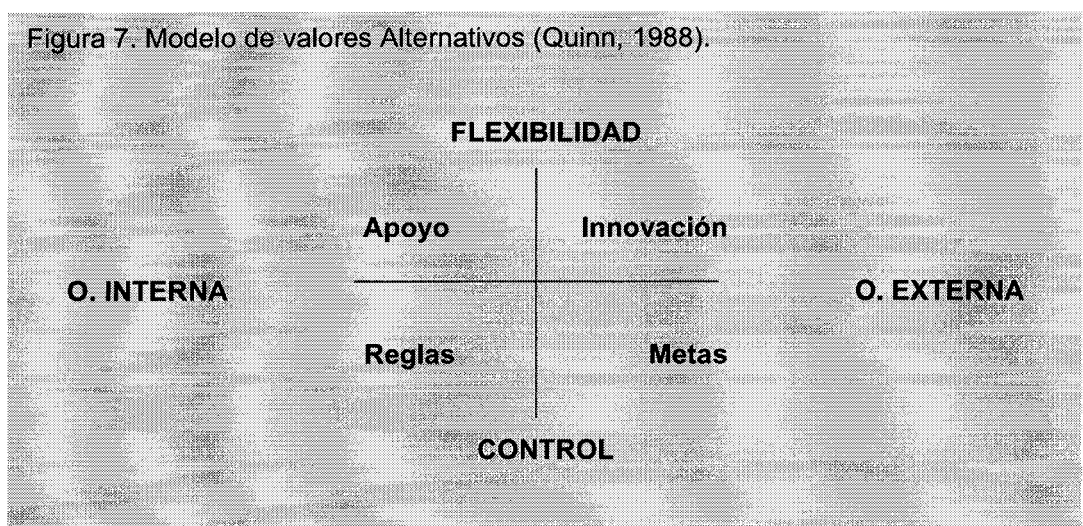 Figura 7. Modelo de valores Alternativos (Quinn, 1988).
FLEXIBILIDAD
Apoyo Innovación
O. INTERNA O. EXTERNA
Reglas Metas
CONTROL